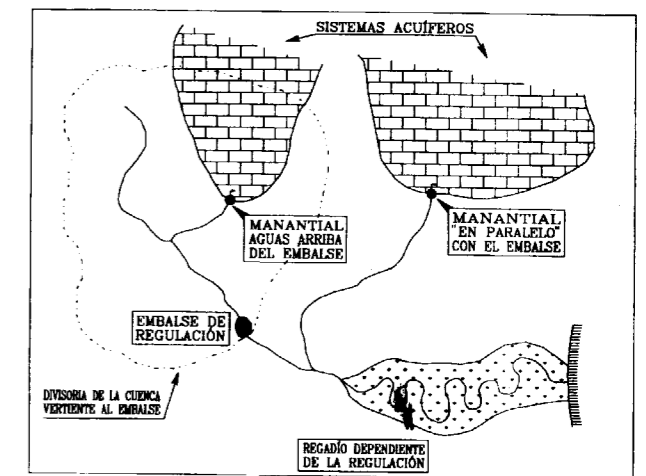 SISTEMAS ACUÍFEROS
MANANTIAL
AGUAS ARRIBA
DEL EMBALSE
MANANTIAL
"EN PARALELO"
CON EL EMBALSE
EMBALSE DE
REGULACIÓN
DIVISORIA DE LA CUENCA
VERTIENTE AL EMBALSE
REGADÍO DEPENDIENTE
DE LA REGULACIÓN